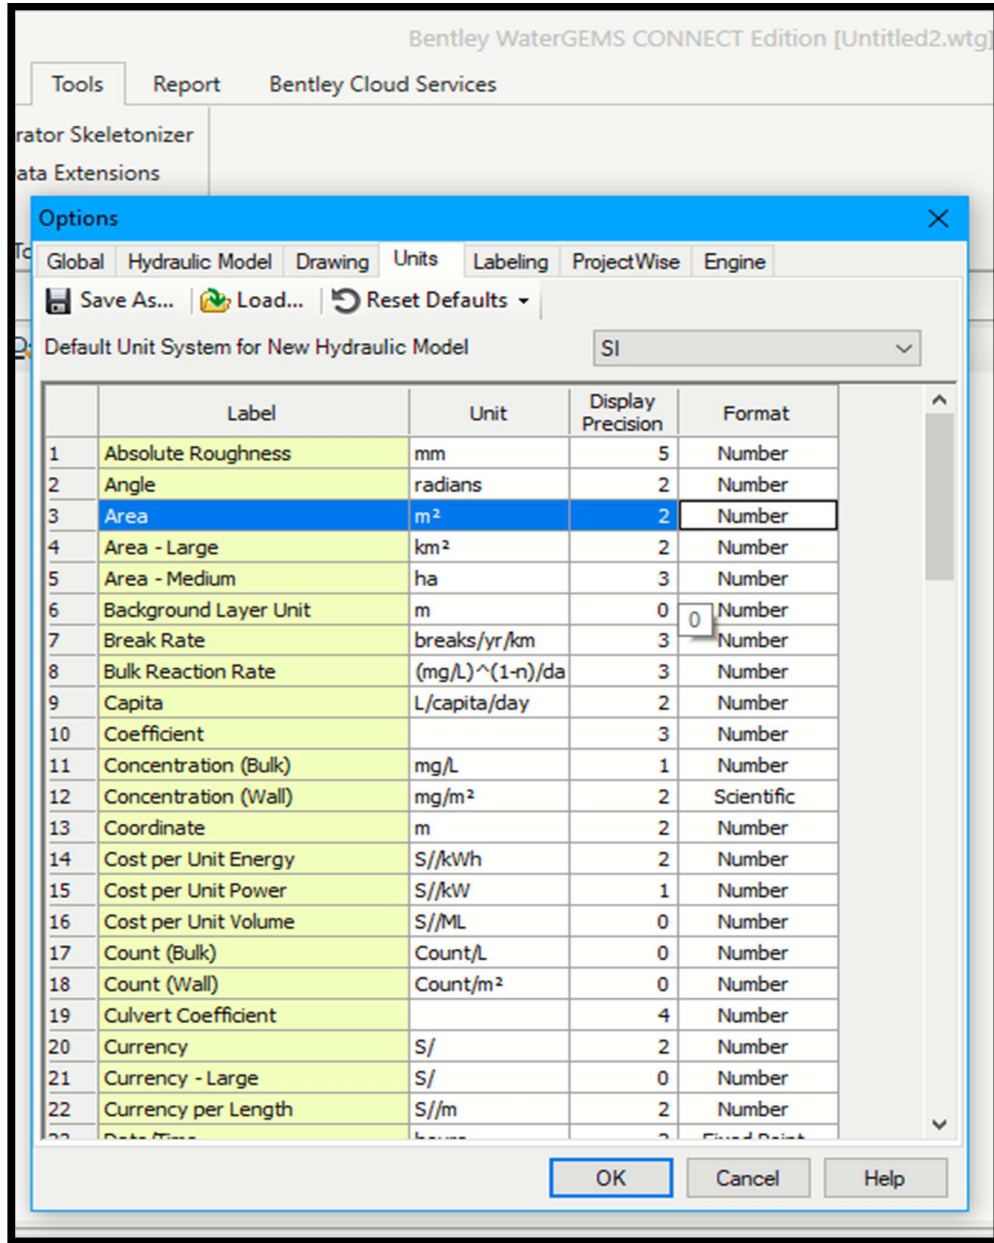 Bentley WaterGEMS CONNECT Edition [Untitled2.wtg]
Tools Report Bentley Cloud Services
rator Skeletonizer
ata Extensions
To
Options
Global Hydraulic Model Drawing Units Labeling ProjectWise Engine
Save As... Load... Reset Defaults
Default Unit System for New Hydraulic Model SI
Label Unit Display Precision Format
1 Absolute Roughness mm 5 Number
2 Angle radians 2 Number
3 Area m² 2 Number
4 Area - Large km² 2 Number
5 Area - Medium ha 3 Number
6 Background Layer Unit m 0 Number
0
7 Break Rate breaks/yr/km 3 Number
8 Bulk Reaction Rate (mg/L)^(1-n)/da 3 Number
9 Capita L/capita/day 2 Number
10 Coefficient 3 Number
11 Concentration (Bulk) mg/L 1 Number
12 Concentration (Wall) mg/m² 2 Scientific
13 Coordinate m 2 Number
14 Cost per Unit Energy S//kWh 2 Number
15 Cost per Unit Power S//kW 1 Number
16 Cost per Unit Volume S//ML 0 Number
17 Count (Bulk) Count/L 0 Number
18 Count (Wall) Count/m² 0 Number
19 Culvert Coefficient 4 Number
20 Currency S/ 2 Number
21 Currency - Large S/ 0 Number
22 Currency per Length S//m 2 Number
OK Cancel Help